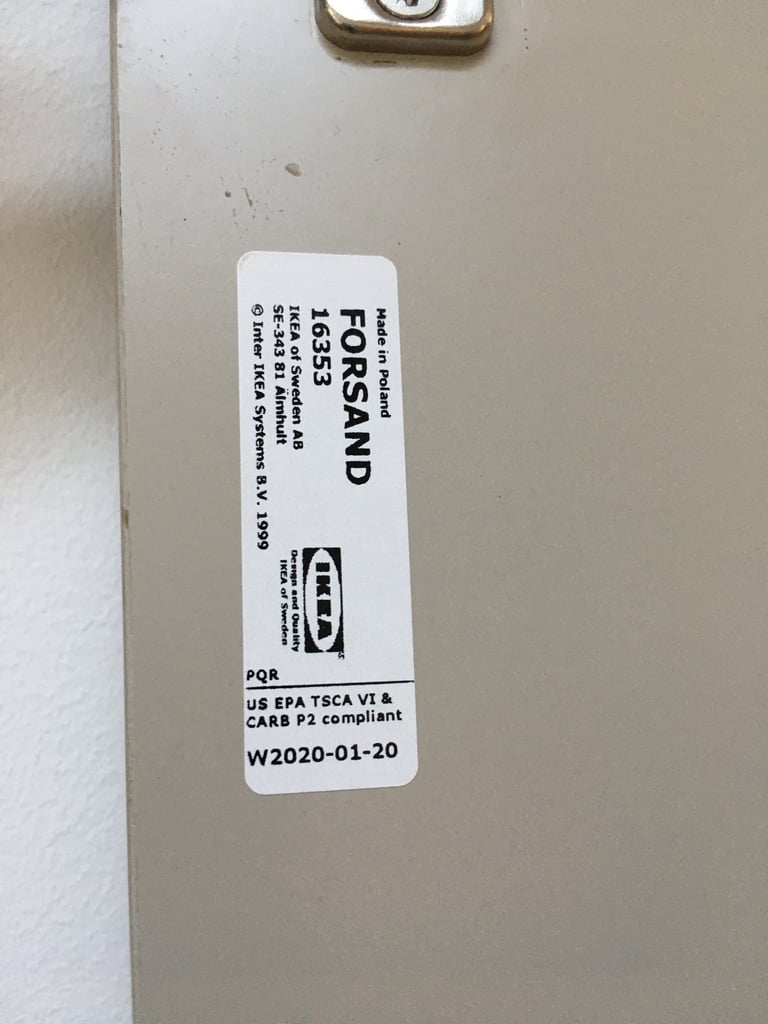 Made in Poland
FORSAND
16353
IKEA of Sweden AB
SE-343 81 Älmhult
© Inter IKEA Systems B.V. 1999
IKEA
Design and Quality
IKEA of Sweden
PQR
US EPA TSCA VI &
CARB P2 compliant
W2020-01-20